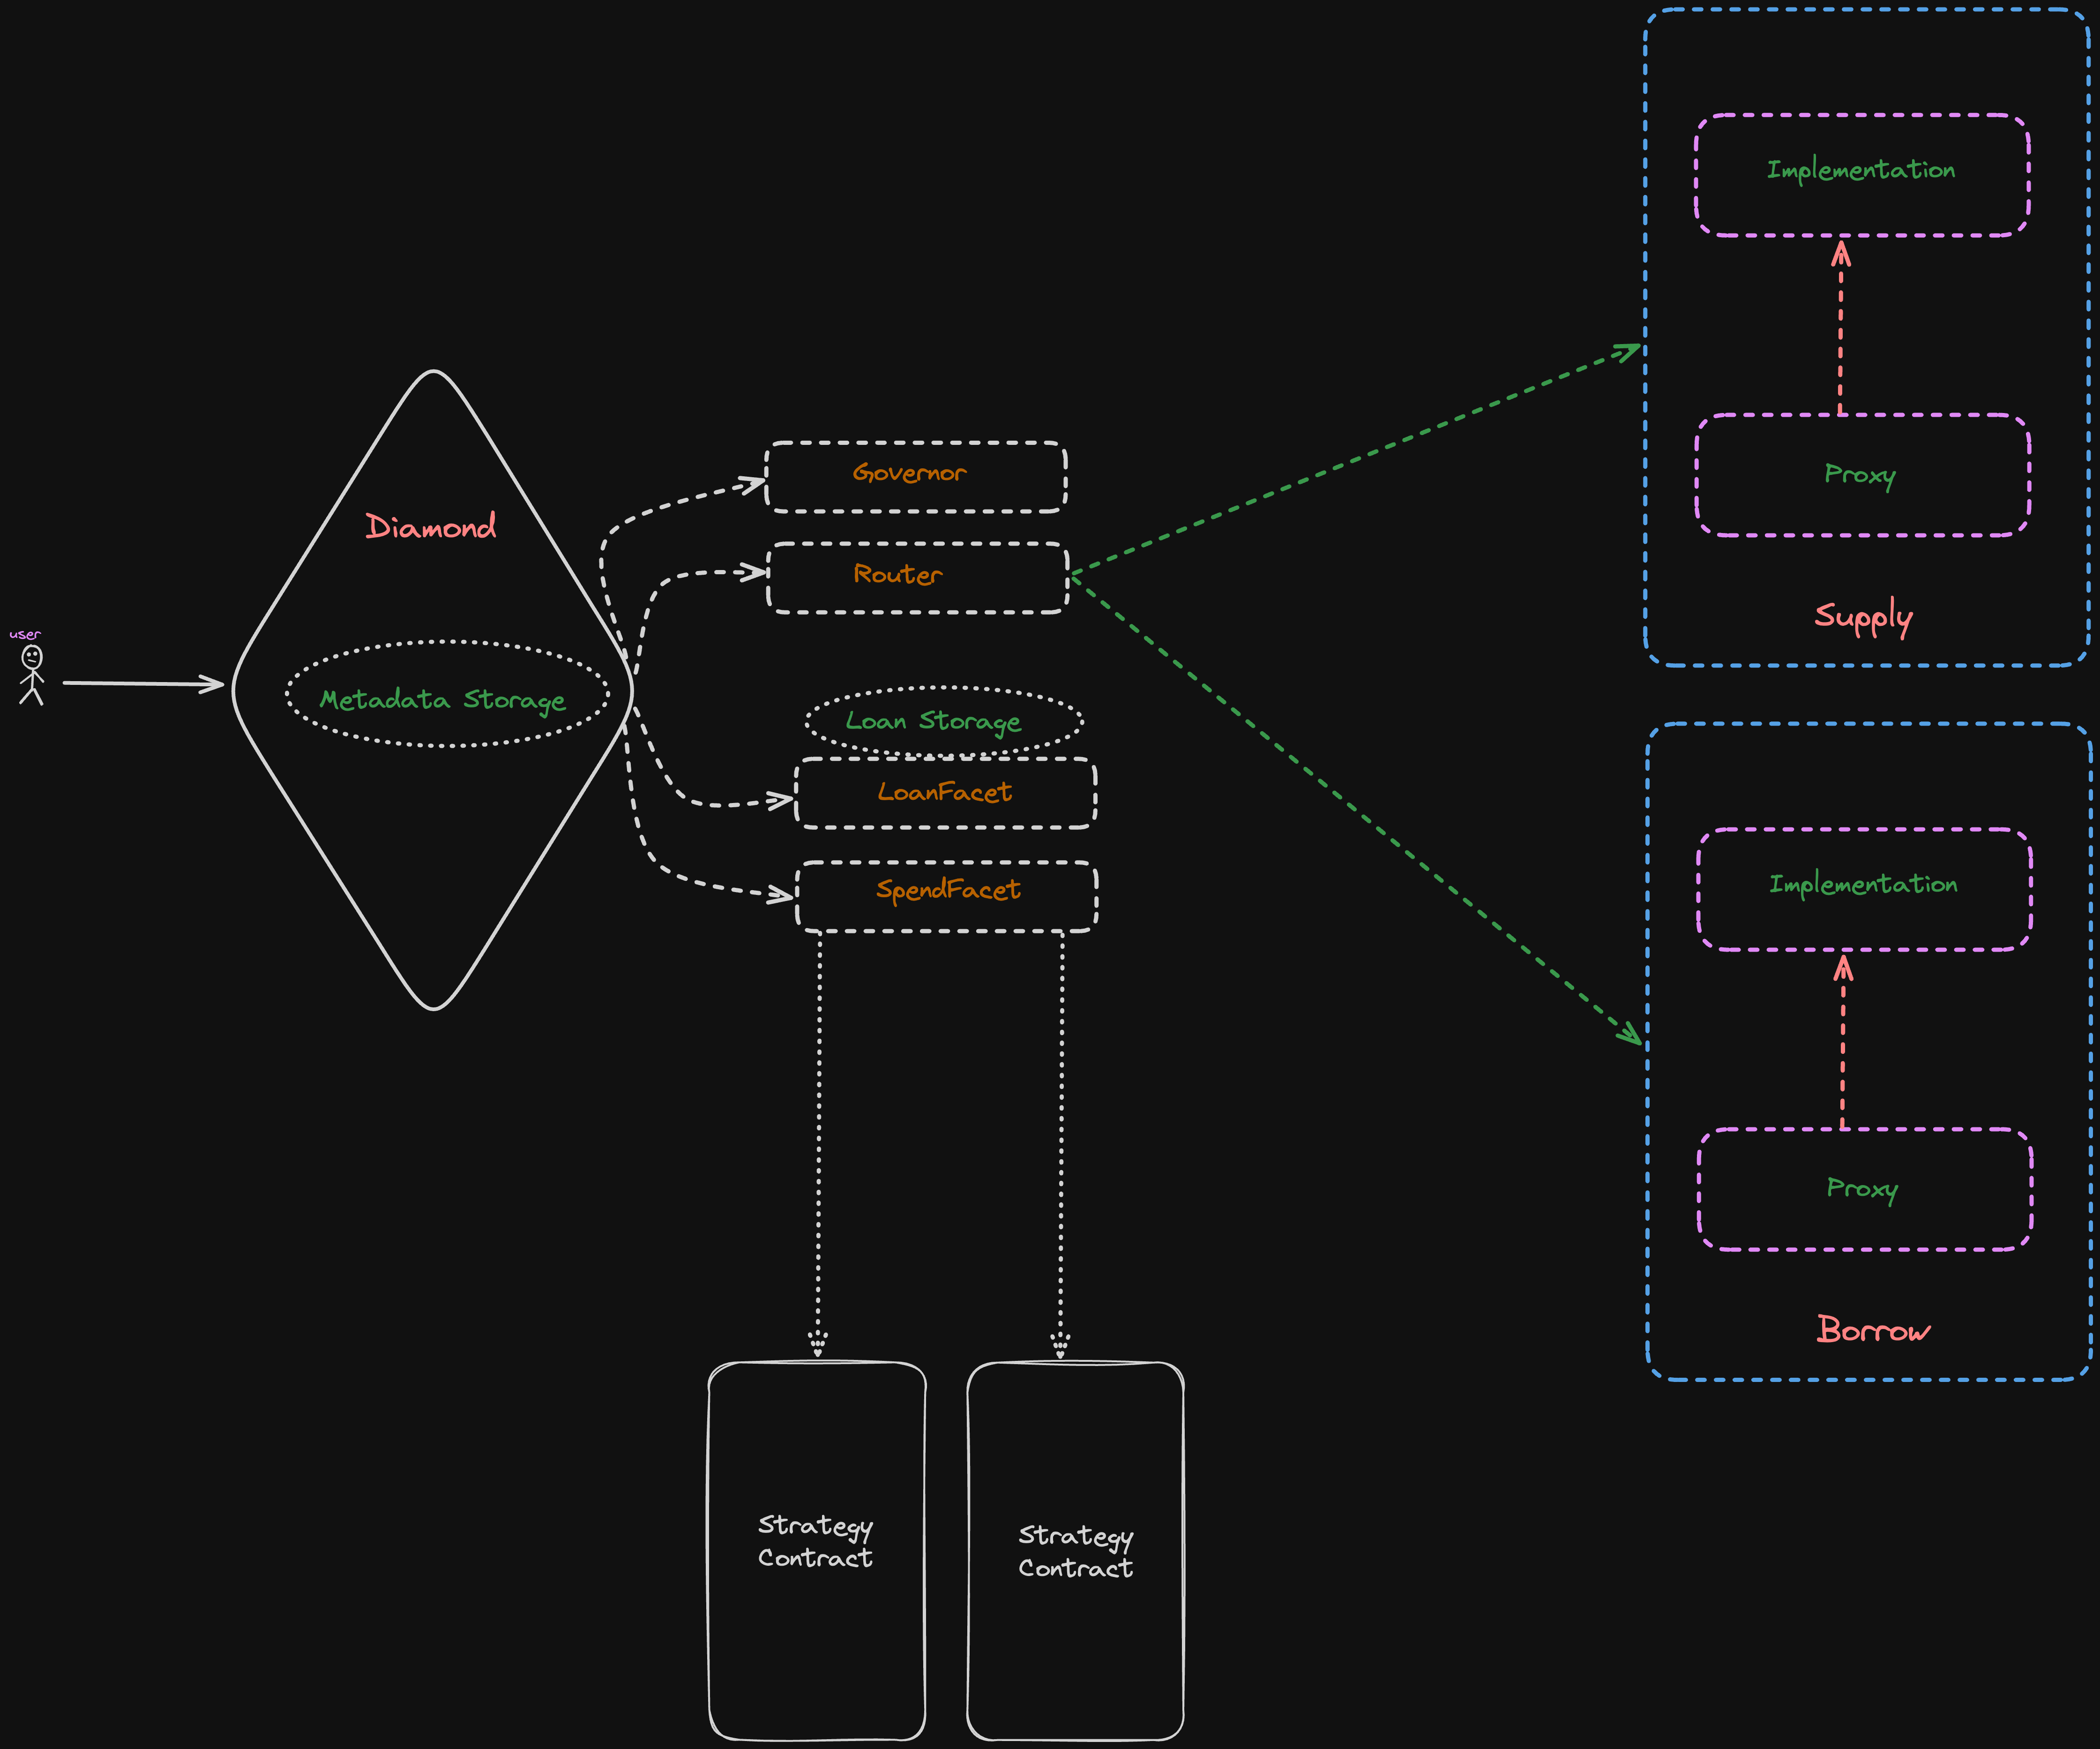 user
Diamond
Metadata Storage
Governor
Router
Loan Storage
LoanFacet
SpendFacet
Strategy
Contract
Strategy
Contract
Implementation
Proxy
Supply
Implementation
Proxy
Borrow